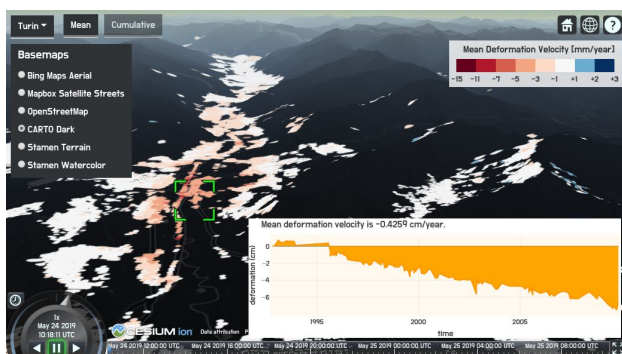 Turin
Mean
Cumulative
Basemaps
Bing Maps Aerial
Mapbox Satellite Streets
OpenStreetMap
CARTO Dark
Stamen Terrain
Stamen Watercolor
?
Mean Deformation Velocity [mm/year]
-15 -11 -7 -5 -3 -1 +1 +2 +3
Mean deformation velocity is -0.4259 cm/year.
deformation (cm)
0
-2
-4
-6
1995 2000 2005
time
1x
May 24 2019
10:18:11 UTC
CESIUM ion
Data attribution
May 24 2019 12:00:00 UTC May 24 2019 16:00:00 UTC May 24 2019 20:00:00 UTC May 25 2019 00:00:00 UTC May 25 2019 04:00:00 UTC May 25 2019 08:00:00 UTC